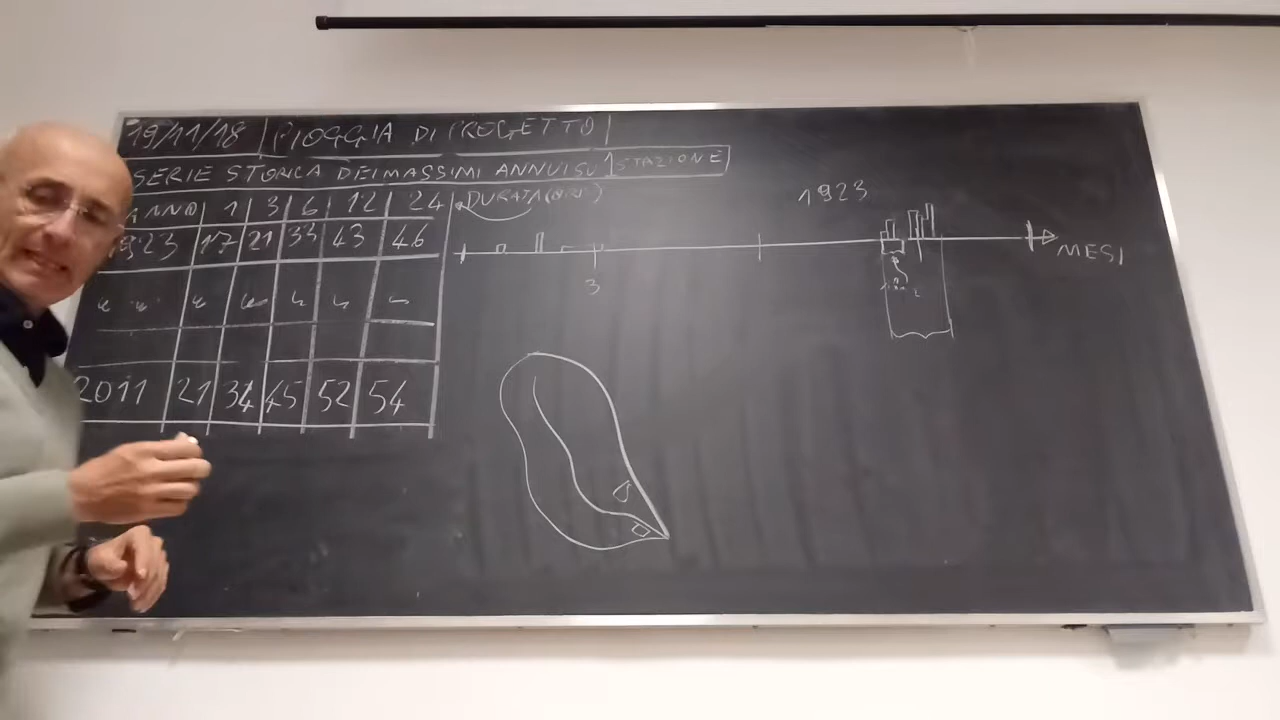 19/11/18 | PIOGGIA DI PROGETTO
SERIE STORICA DEI MASSIMI ANNUI SU 1 STAZIONE
ANNO 1 3 6 12 24 DURATA (ORE)
1923 17 21 33 43 46
2011 21 34 45 52 54
1923
3
MESI